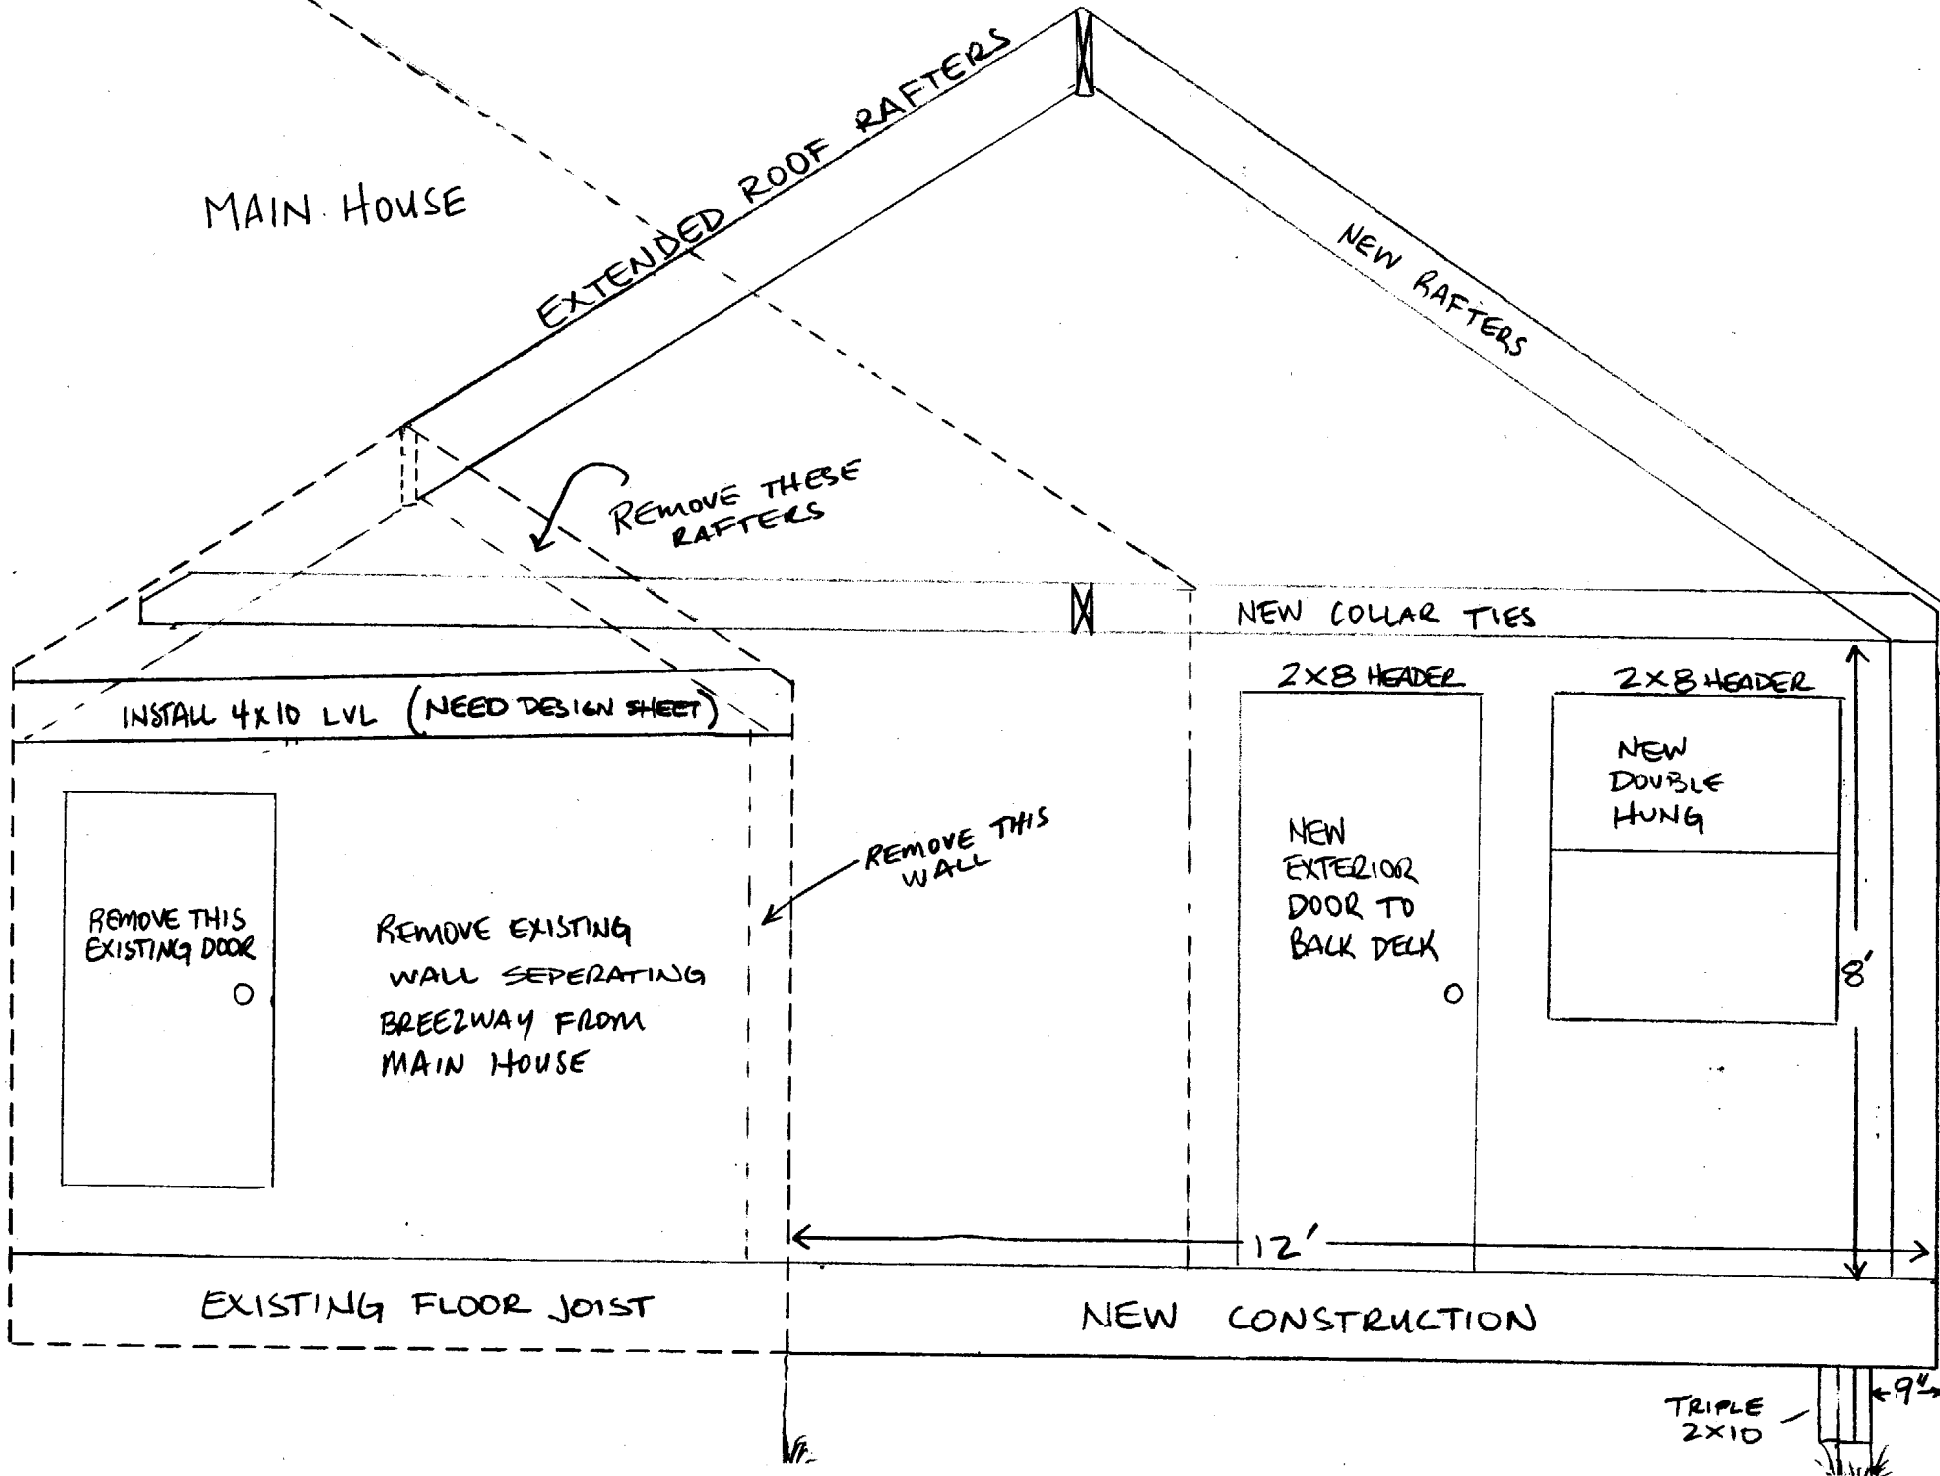 MAIN HOUSE
EXTENDED ROOF RAFTERS
NEW RAFTERS
REMOVE THESE
RAFTERS
NEW COLLAR TIES
2X8 HEADER
2X8 HEADER
INSTALL 4X10 LVL (NEED DESIGN SHEET)
NEW
DOUBLE
HUNG
REMOVE THIS
WALL
NEW
EXTERIOR
DOOR TO
BACK DECK
REMOVE THIS
EXISTING DOOR
REMOVE EXISTING
WALL SEPERATING
BREEZWAY FROM
MAIN HOUSE
8'
12'
EXISTING FLOOR JOIST
NEW CONSTRUCTION
9"
TRIPLE
2X10